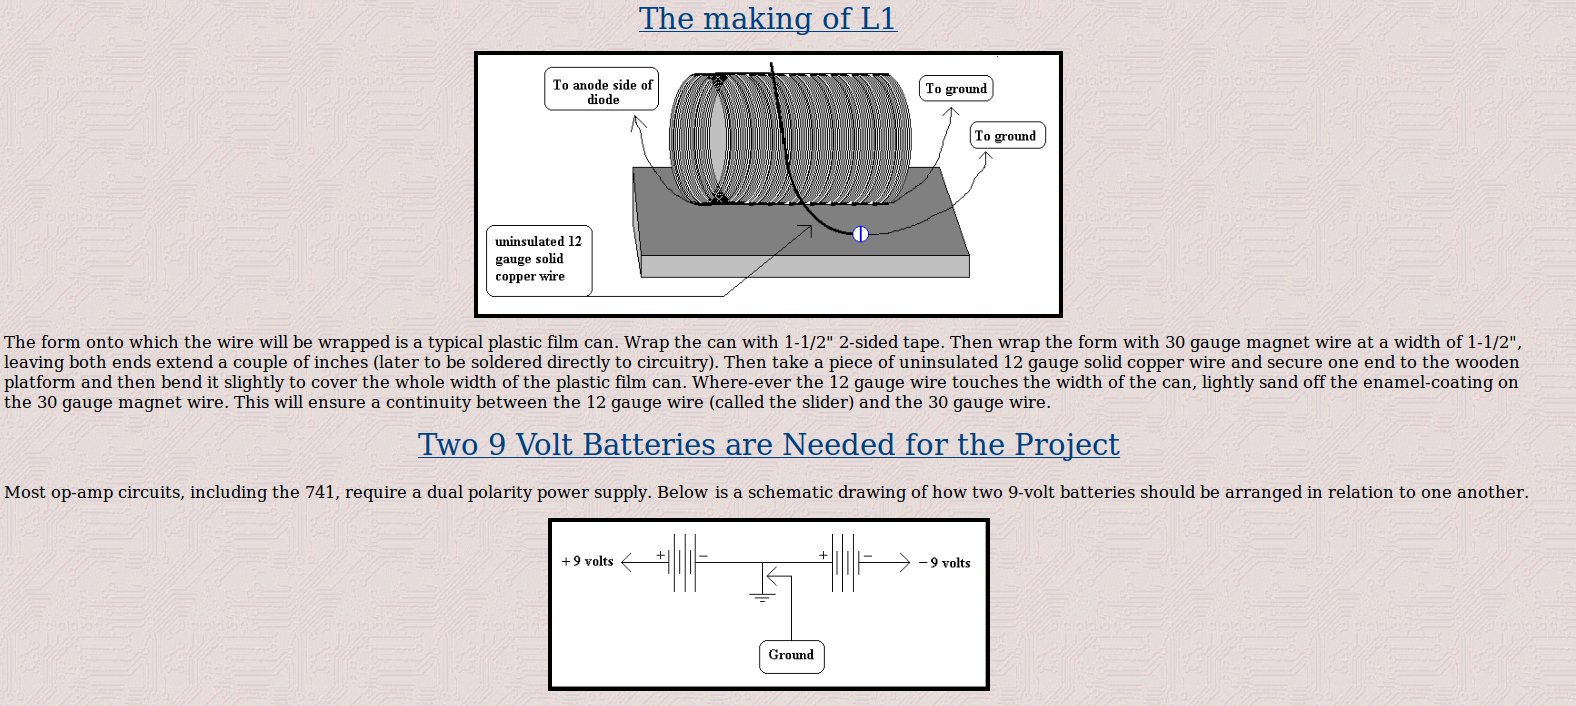 The making of L1
To anode side of
diode
To ground
To ground
uninsulated 12
gauge solid
copper wire
The form onto which the wire will be wrapped is a typical plastic film can. Wrap the can with 1-1/2" 2-sided tape. Then wrap the form with 30 gauge magnet wire at a width of 1-1/2",
leaving both ends extend a couple of inches (later to be soldered directly to circuitry). Then take a piece of uninsulated 12 gauge solid copper wire and secure one end to the wooden
platform and then bend it slightly to cover the whole width of the plastic film can. Where-ever the 12 gauge wire touches the width of the can, lightly sand off the enamel-coating on
the 30 gauge magnet wire. This will ensure a continuity between the 12 gauge wire (called the slider) and the 30 gauge wire.
Two 9 Volt Batteries are Needed for the Project
Most op-amp circuits, including the 741, require a dual polarity power supply. Below is a schematic drawing of how two 9-volt batteries should be arranged in relation to one another.
+9 volts + − + − −9 volts
Ground